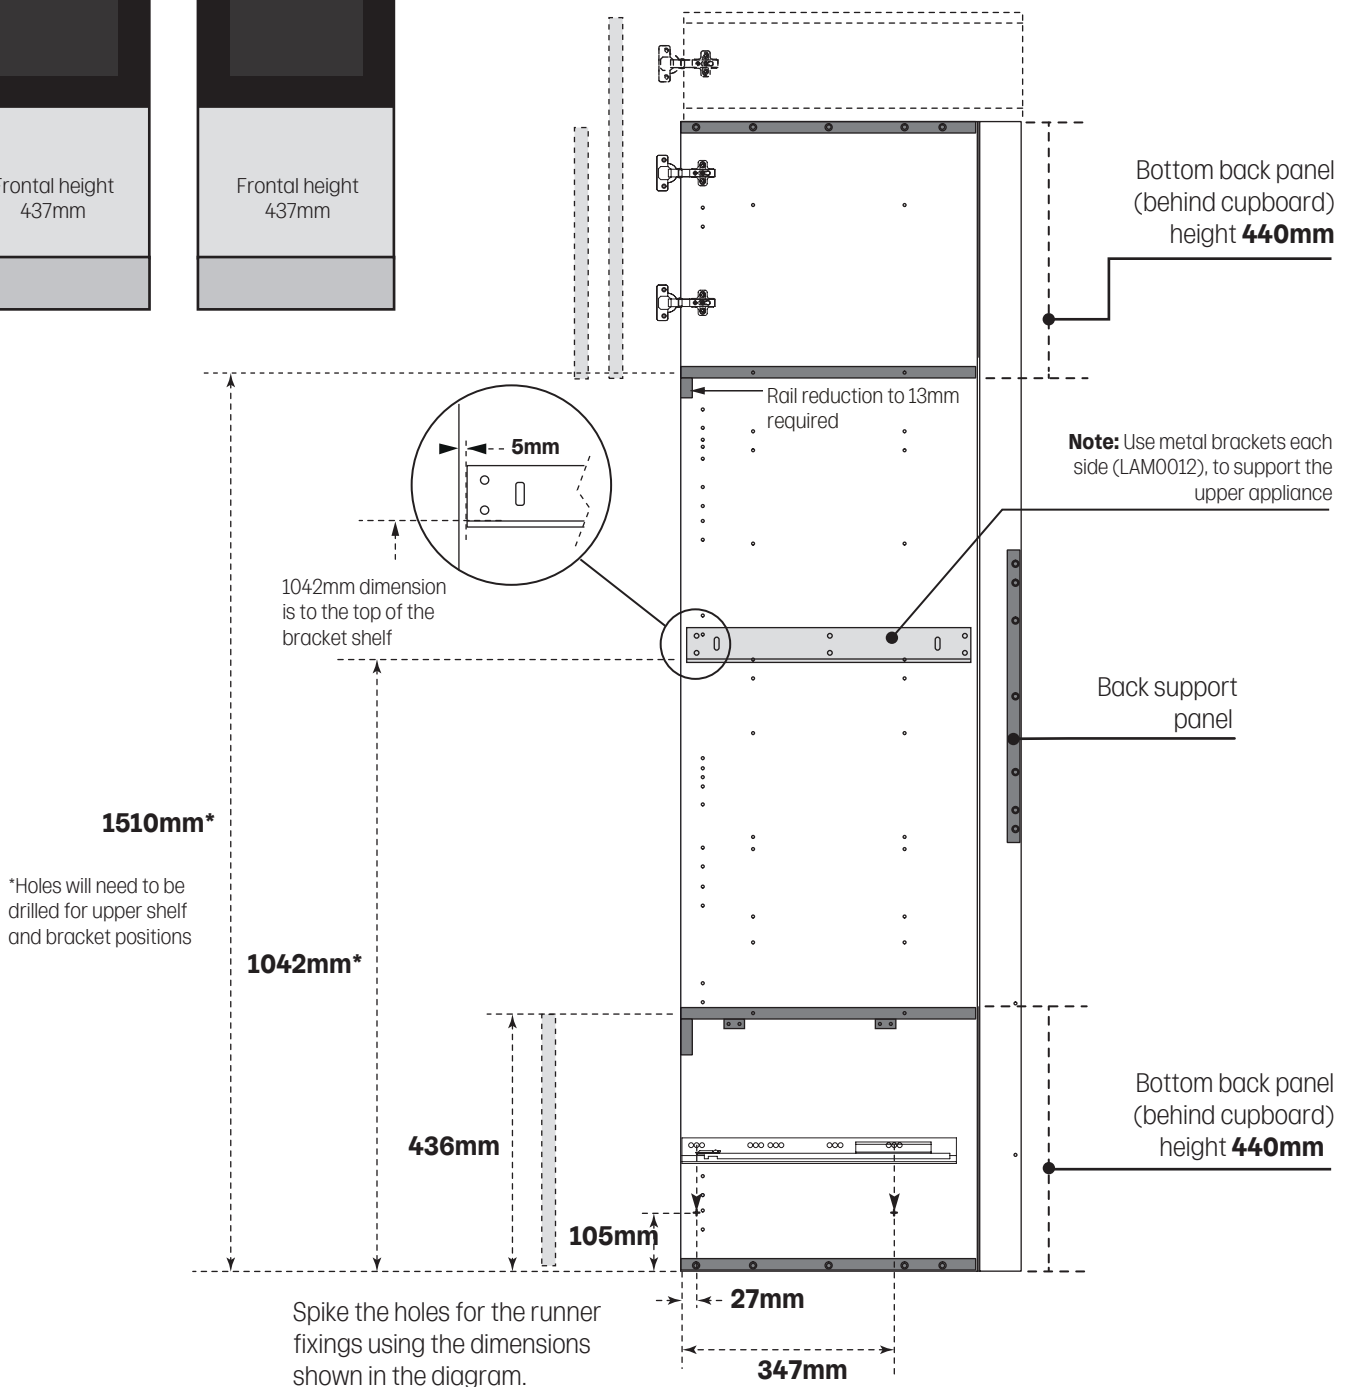 Frontal height
437mm
Frontal height
437mm
Bottom back panel
(behind cupboard)
height 440mm
Rail reduction to 13mm
required
Note: Use metal brackets each
side (LAM0012), to support the
upper appliance
5mm
1042mm dimension
is to the top of the
bracket shelf
Back support
panel
1510mm*
*Holes will need to be
drilled for upper shelf
and bracket positions
1042mm*
Bottom back panel
(behind cupboard)
height 440mm
436mm
105mm
27mm
Spike the holes for the runner
fixings using the dimensions
shown in the diagram.
347mm